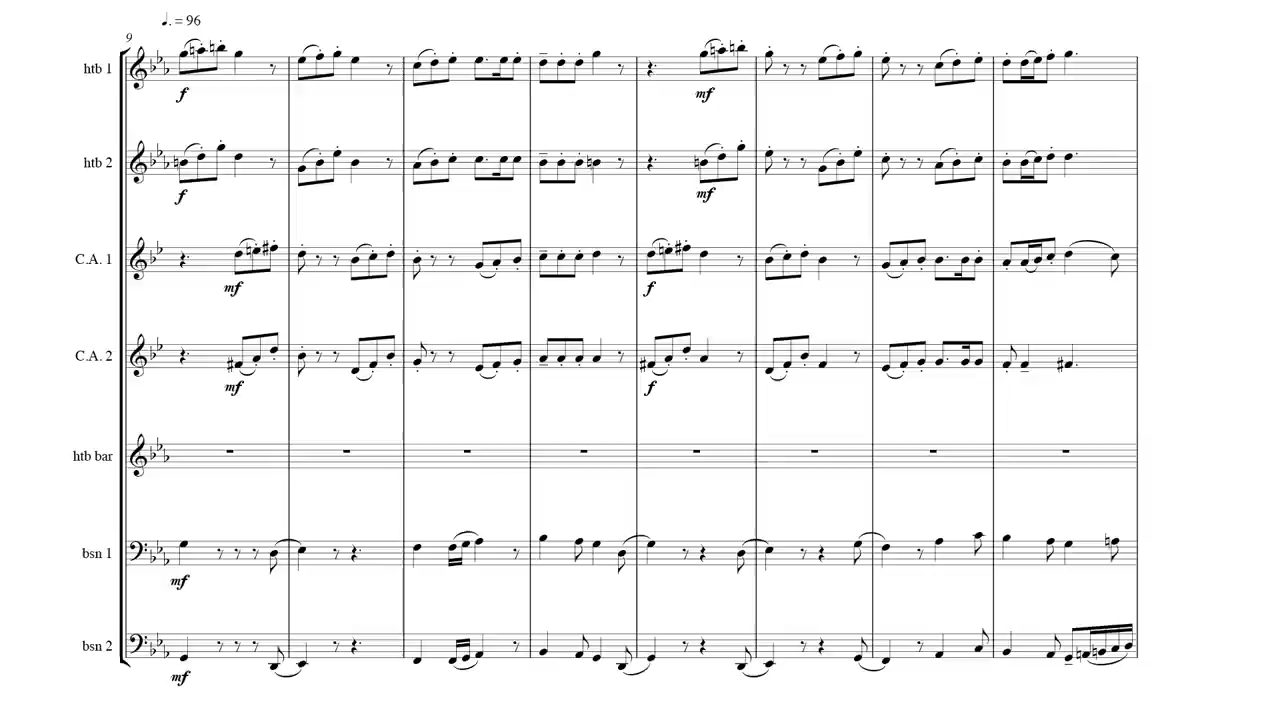 ♩. = 96
9
htb 1
f
mf
htb 2
f
mf
C.A. 1
mf
f
C.A. 2
mf
f
htb bar
bsn 1
mf
bsn 2
mf